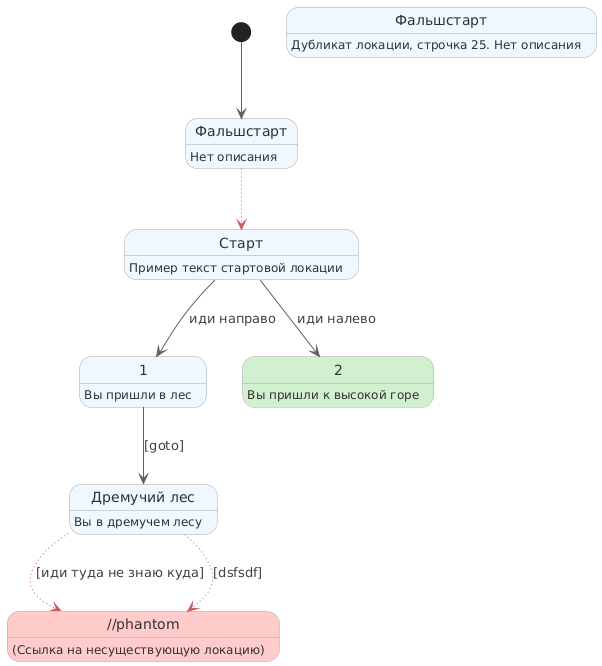 Фальшстарт
Дубликат локации, строчка 25. Нет описания
Фальшстарт
Нет описания
Старт
Пример текст стартовой локации
иди направо
иди налево
1
Вы пришли в лес
2
Вы пришли к высокой горе
[goto]
Дремучий лес
Вы в дремучем лесу
[иди туда не знаю куда]
[dsfsdf]
//phantom
(Ссылка на несуществующую локацию)